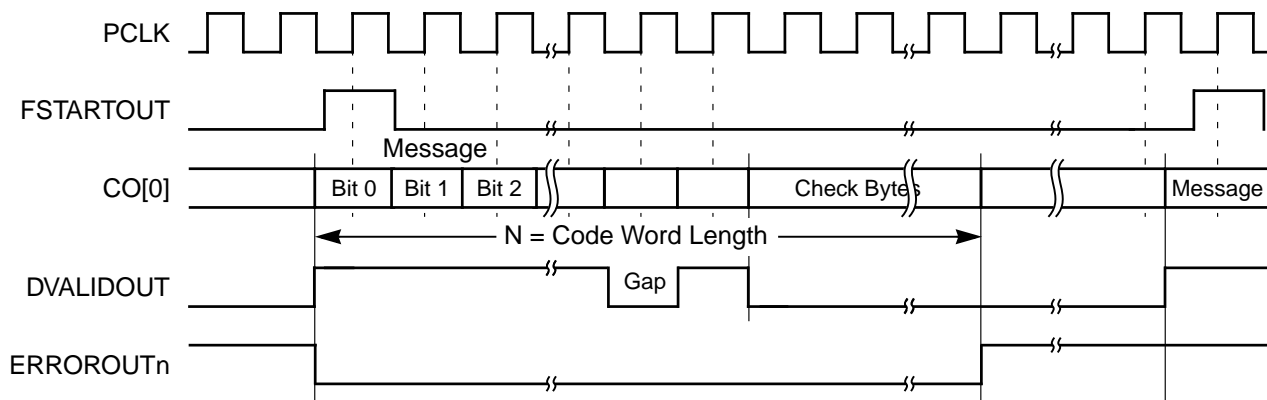 PCLK
FSTARTOUT
Message
CO[0]
Bit 0
Bit 1
Bit 2
Check Bytes
Message
N = Code Word Length
DVALIDOUT
Gap
ERROROUTn